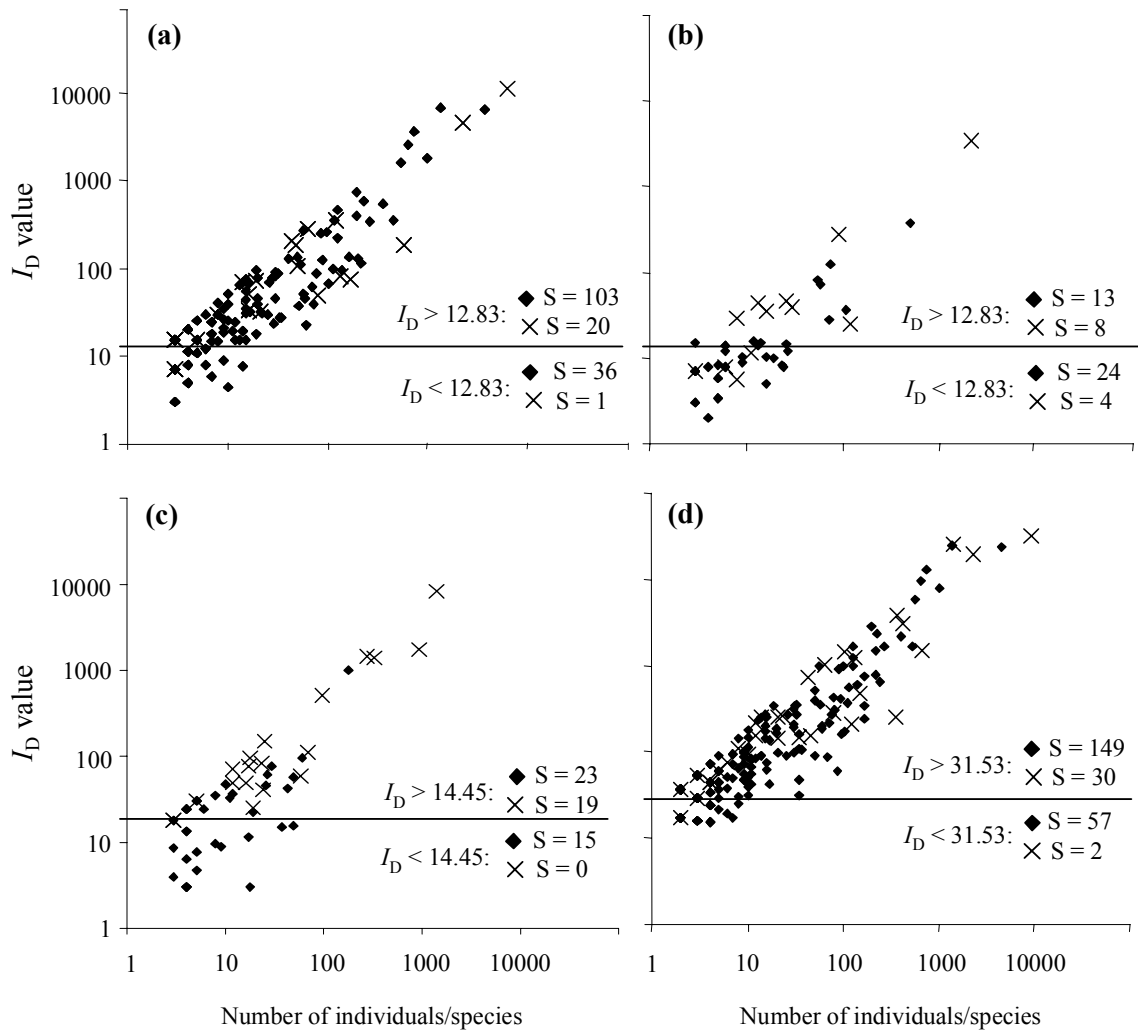 (a)
10000
1000
100
10
1
I_D value
I_D > 12.83: S = 103
S = 20
I_D < 12.83: S = 36
S = 1
(b)
I_D > 12.83: S = 13
S = 8
I_D < 12.83: S = 24
S = 4
(c)
10000
1000
100
10
1
I_D value
I_D > 14.45: S = 23
S = 19
I_D < 14.45: S = 15
S = 0
1 10 100 1000 10000
Number of individuals/species
(d)
I_D > 31.53: S = 149
S = 30
I_D < 31.53: S = 57
S = 2
1 10 100 1000 10000
Number of individuals/species